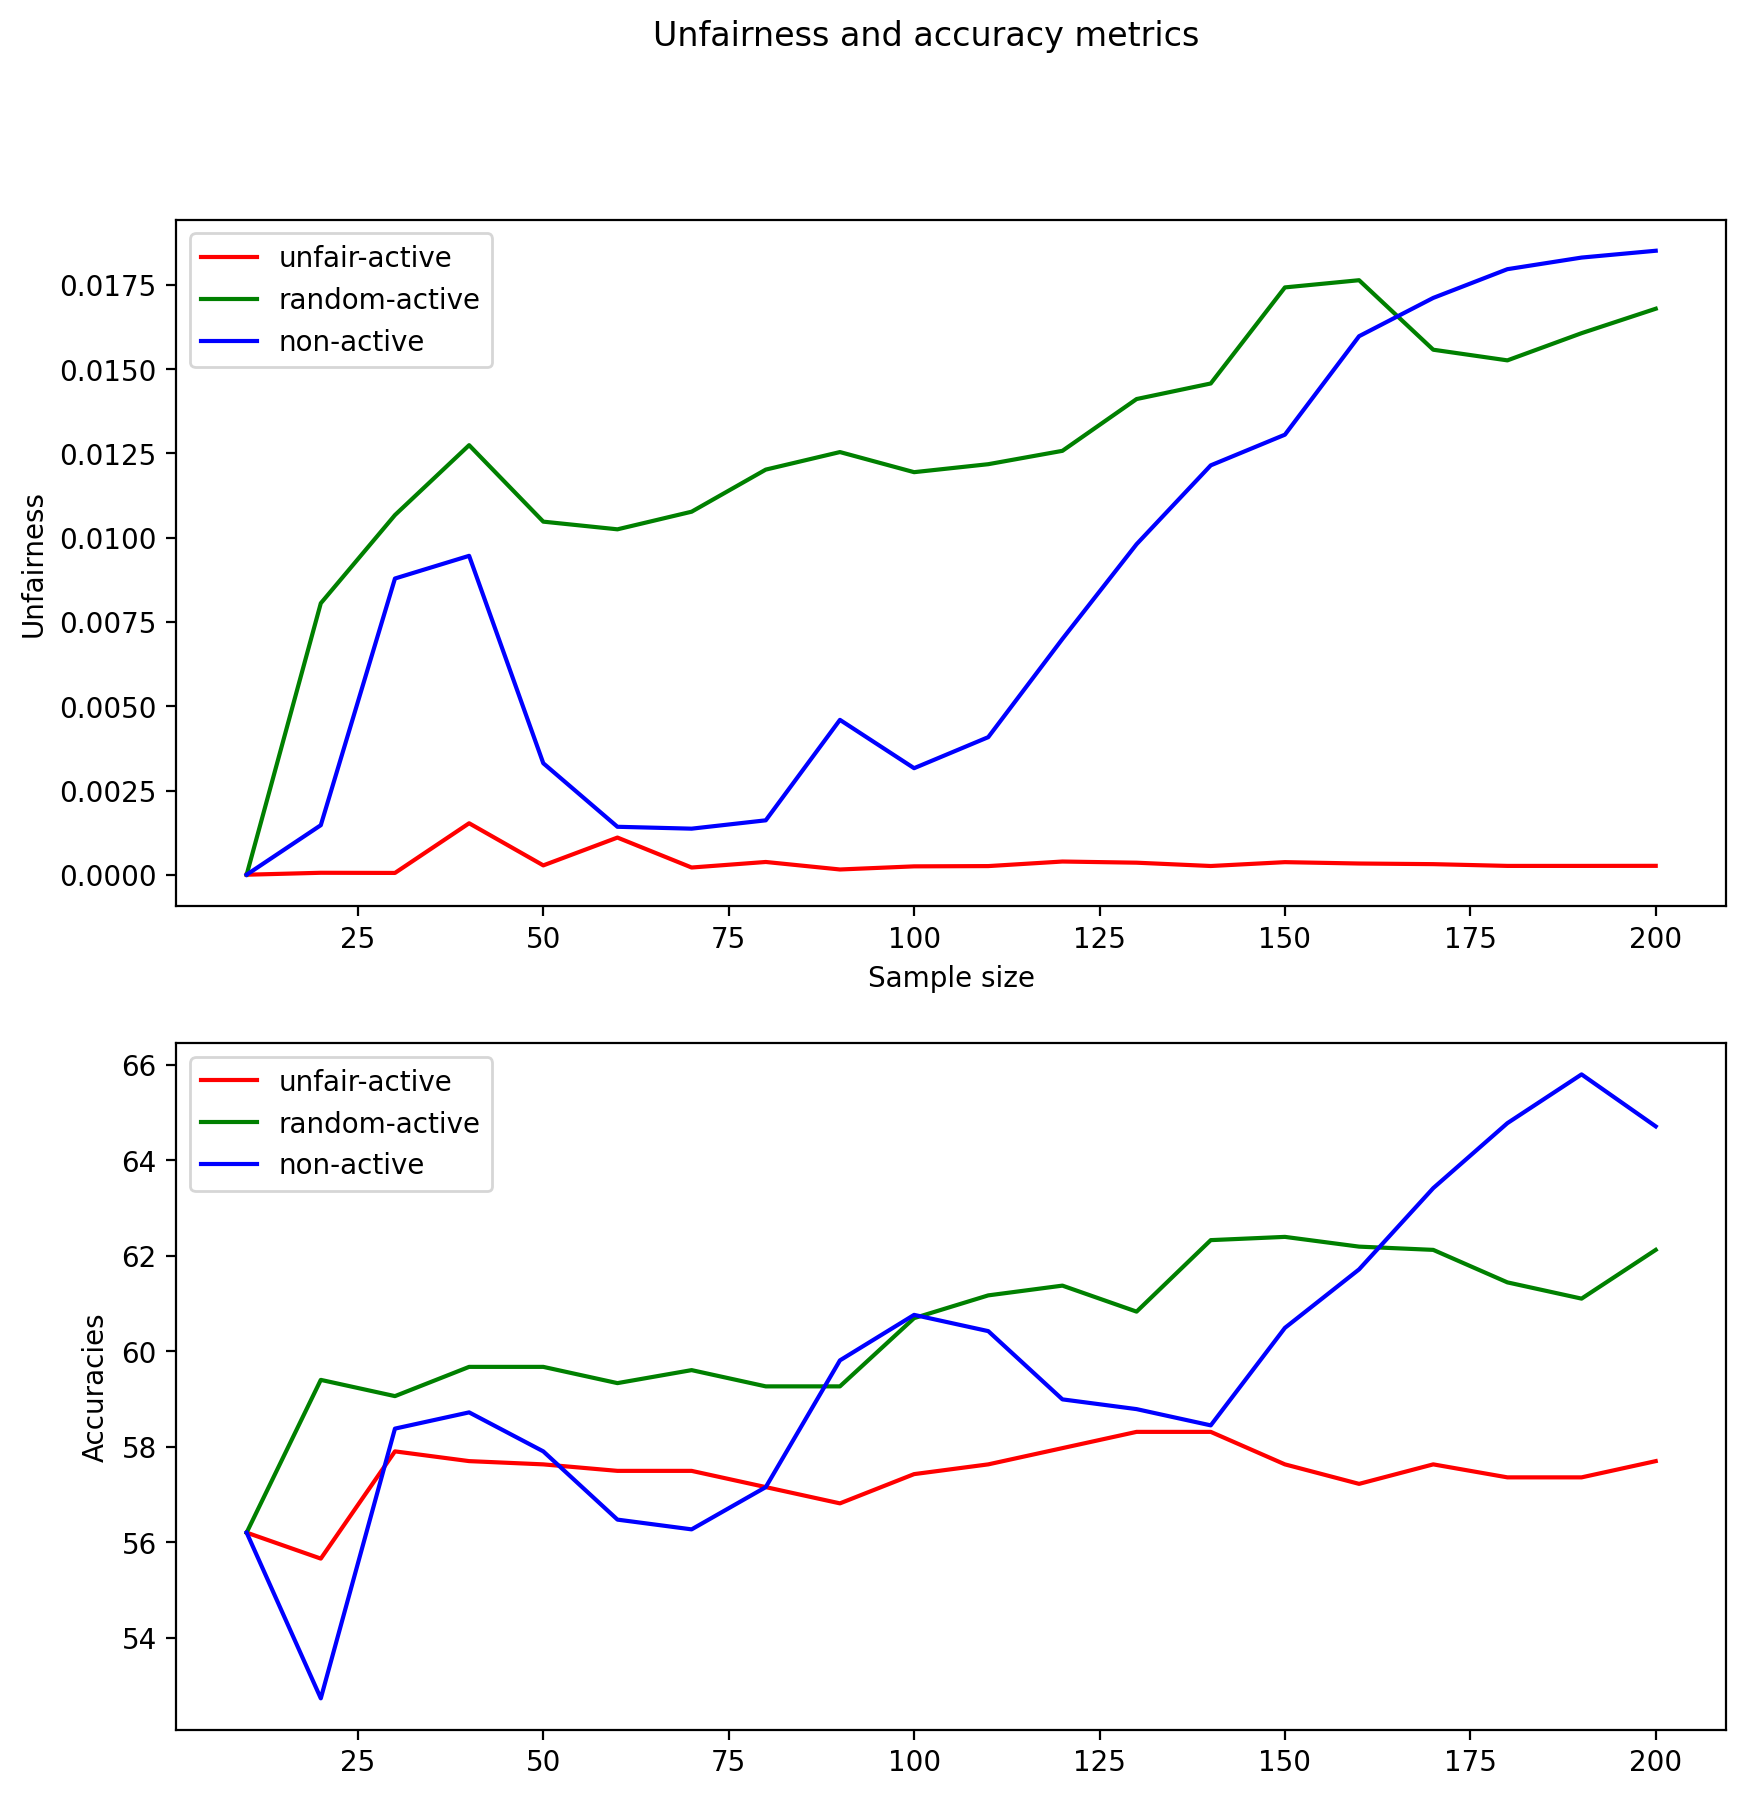 Unfairness and accuracy metrics
unfair-active
random-active
non-active
0.0175
0.0150
0.0125
0.0100
0.0075
0.0050
0.0025
0.0000
Unfairness
25 50 75 100 125 150 175 200
Sample size
unfair-active
random-active
non-active
66
64
62
60
58
56
54
Accuracies
25 50 75 100 125 150 175 200